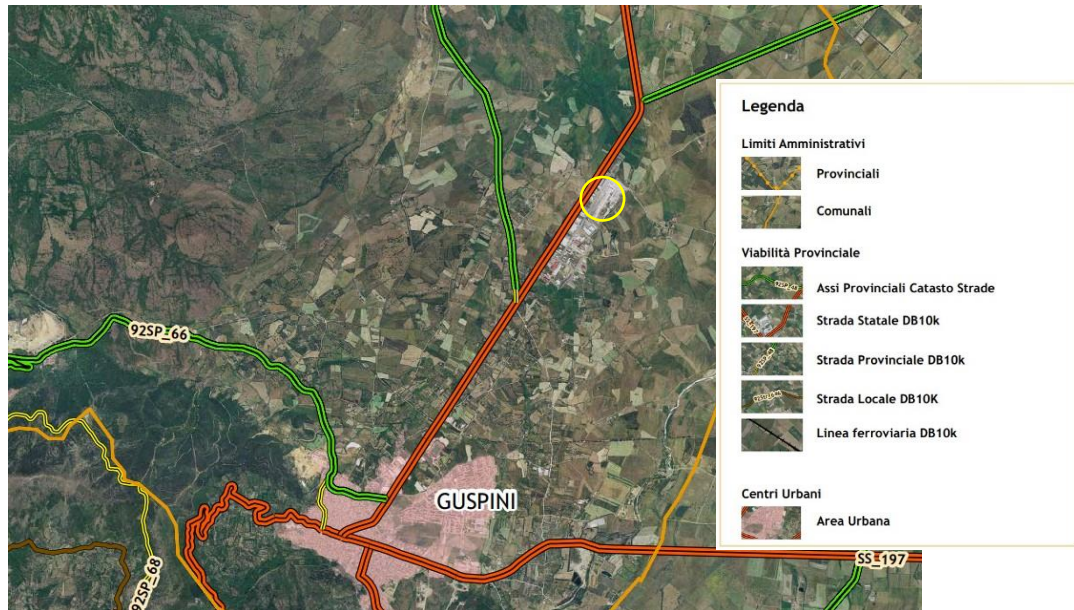 92SP_66
GUSPINI
92SP_68
SS_197
Legenda
Limiti Amministrativi
Provinciali
Comunali
Viabilità Provinciale
Assi Provinciali Catasto Strade
Strada Statale DB10k
Strada Provinciale DB10k
Strada Locale DB10K
Linea ferroviaria DB10k
Centri Urbani
Area Urbana